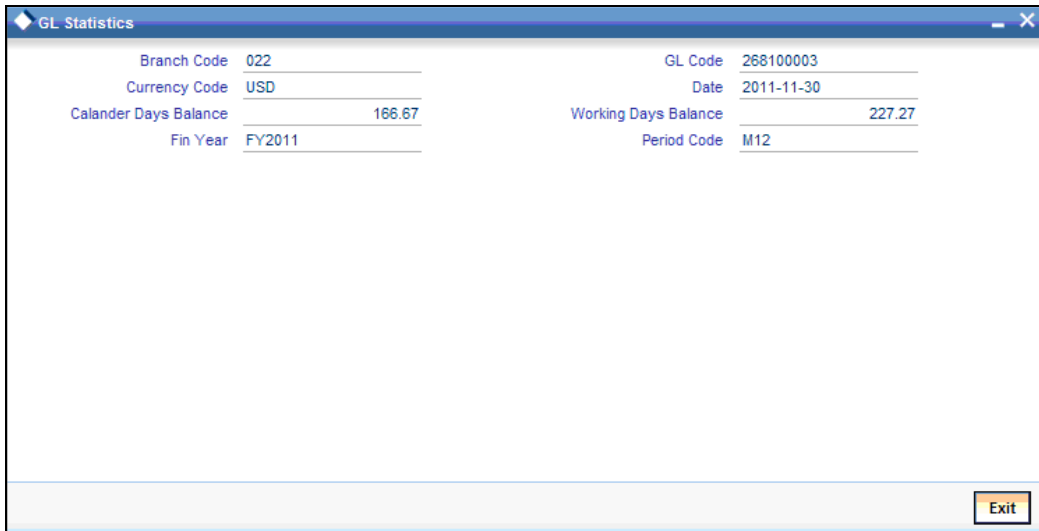 GL Statistics
Branch Code 022 GL Code 268100003
Currency Code USD Date 2011-11-30
Calander Days Balance 166.67 Working Days Balance 227.27
Fin Year FY2011 Period Code M12
Exit